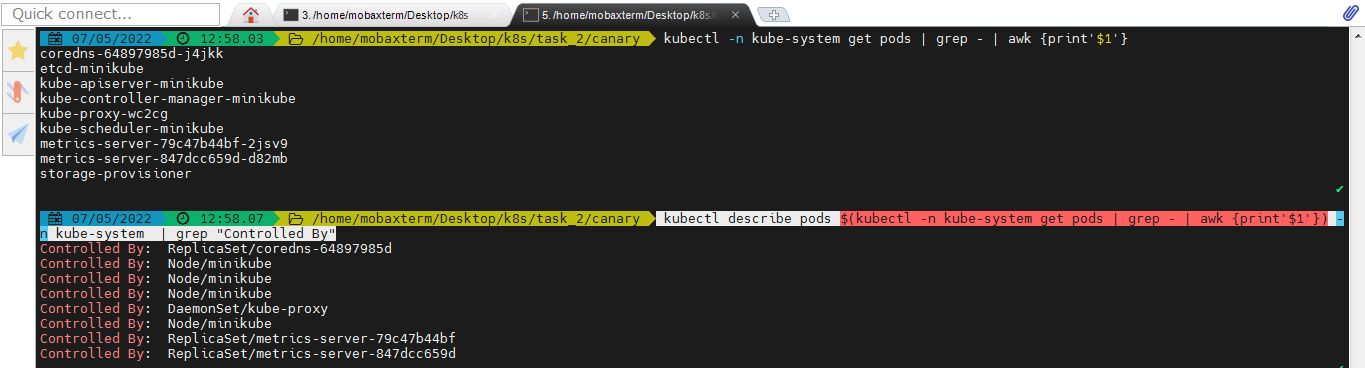 Quick connect...
3. /home/mobaxterm/Desktop/k8s
5. /home/mobaxterm/Desktop/k8s/t
07/05/2022 12:58.03 /home/mobaxterm/Desktop/k8s/task_2/canary kubectl -n kube-system get pods | grep - | awk {print'$1'}
coredns-64897985d-j4jkk
etcd-minikube
kube-apiserver-minikube
kube-controller-manager-minikube
kube-proxy-wc2cg
kube-scheduler-minikube
metrics-server-79c47b44bf-2jsv9
metrics-server-847dcc659d-d82mb
storage-provisioner
07/05/2022 12:58.07 /home/mobaxterm/Desktop/k8s/task_2/canary kubectl describe pods $(kubectl -n kube-system get pods | grep - | awk {print'$1'}) -
n kube-system | grep "Controlled By"
Controlled By: ReplicaSet/coredns-64897985d
Controlled By: Node/minikube
Controlled By: Node/minikube
Controlled By: Node/minikube
Controlled By: DaemonSet/kube-proxy
Controlled By: Node/minikube
Controlled By: ReplicaSet/metrics-server-79c47b44bf
Controlled By: ReplicaSet/metrics-server-847dcc659d